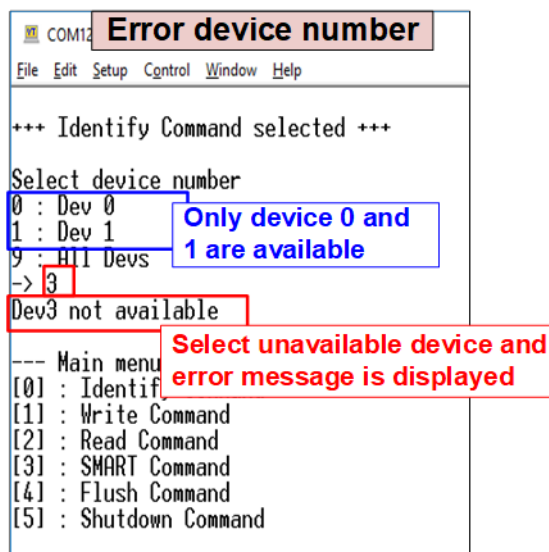 Error device number
COM12
File Edit Setup Control Window Help
+++ Identify Command selected +++
Select device number
0 : Dev 0
1 : Dev 1
Only device 0 and
1 are available
9 : All Devs
-> 3
Dev3 not available
Select unavailable device and
error message is displayed
--- Main menu
[0] : Identify
[1] : Write Command
[2] : Read Command
[3] : SMART Command
[4] : Flush Command
[5] : Shutdown Command